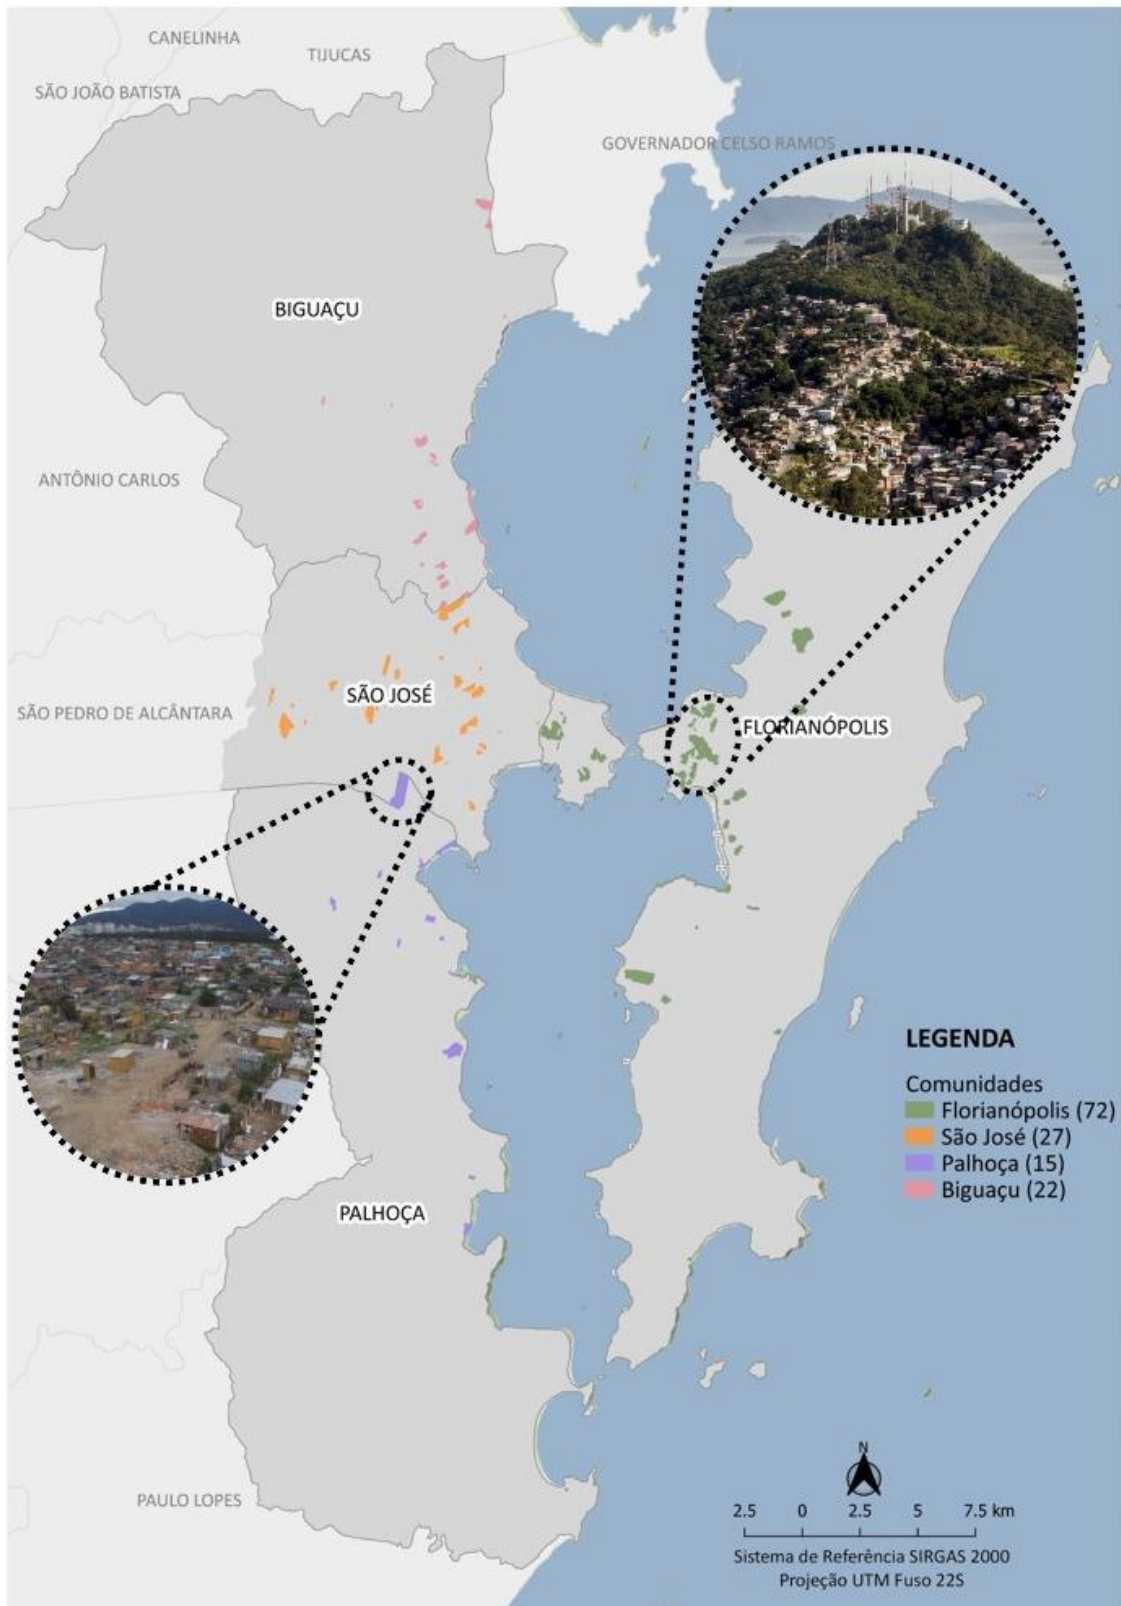 CANELINHA
TIJUCAS
SÃO JOÃO BATISTA
GOVERNADOR CELSO RAMOS
BIGUAÇU
ANTÔNIO CARLOS
SÃO JOSÉ
SÃO PEDRO DE ALCÂNTARA
FLORIANÓPOLIS
LEGENDA
Comunidades
Florianópolis (72)
São José (27)
Palhoça (15)
Biguaçu (22)
PALHOÇA
PAULO LOPES
N
2.5 0 2.5 5 7.5 km
Sistema de Referência SIRGAS 2000
Projeção UTM Fuso 22S